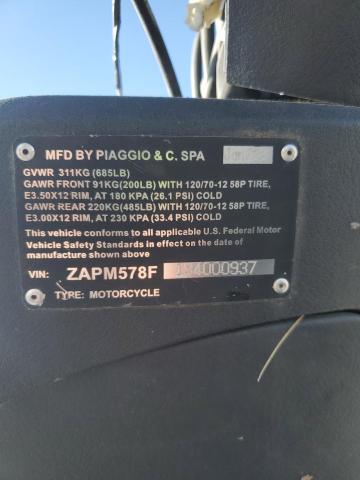 MFD BY PIAGGIO & C. SPA
GVWR 311KG (685LB)
GAWR FRONT 91KG(200LB) WITH 120/70-12 58P TIRE,
E3.50X12 RIM, AT 180 KPA (26.1 PSI) COLD
GAWR REAR 220KG(485LB) WITH 120/70-12 58P TIRE,
E3.00X12 RIM, AT 230 KPA (33.4 PSI) COLD
This vehicle conforms to all applicable U.S. Federal Motor
Vehicle Safety Standards in effect on the date of
manufacture shown above
VIN: ZAPM578F 4000937
TYPE: MOTORCYCLE